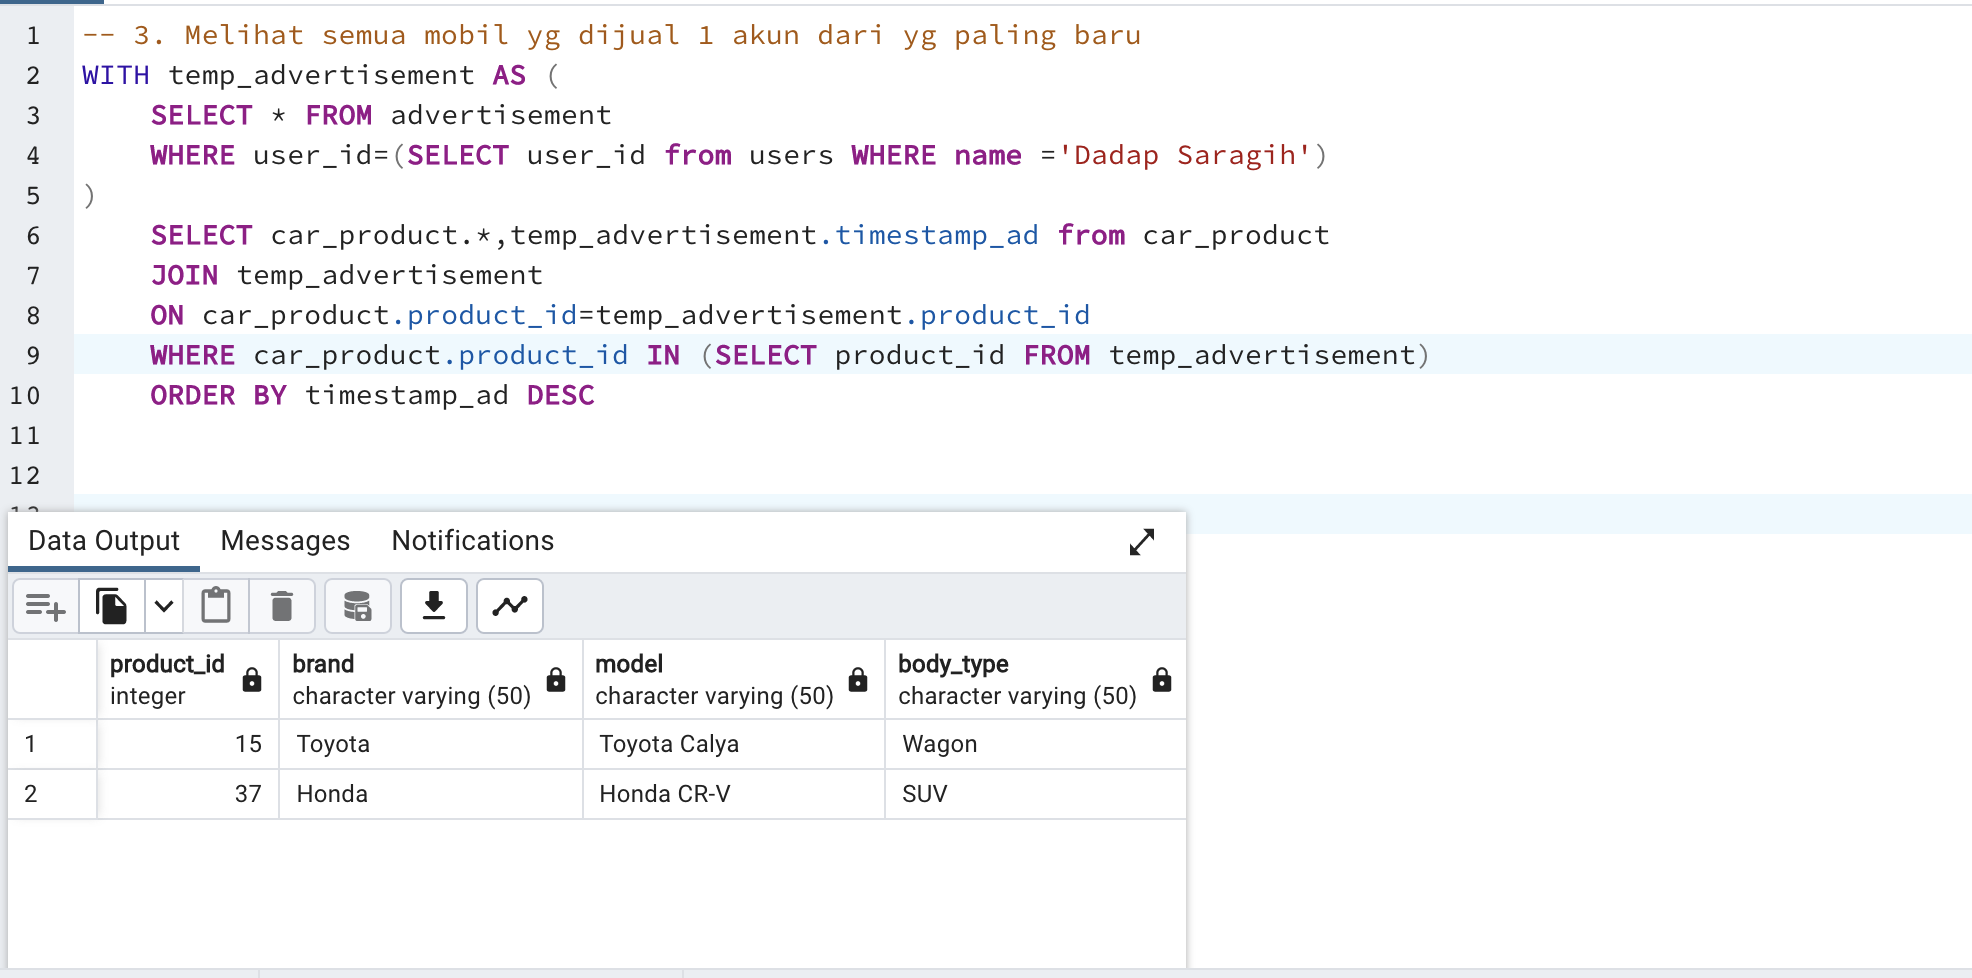 1 -- 3. Melihat semua mobil yg dijual 1 akun dari yg paling baru
2 WITH temp_advertisement AS (
3 SELECT * FROM advertisement
4 WHERE user_id=(SELECT user_id from users WHERE name ='Dadap Saragih')
5 )
6 SELECT car_product.*,temp_advertisement.timestamp_ad from car_product
7 JOIN temp_advertisement
8 ON car_product.product_id=temp_advertisement.product_id
9 WHERE car_product.product_id IN (SELECT product_id FROM temp_advertisement)
10 ORDER BY timestamp_ad DESC
11
12
Data Output Messages Notifications
product_id brand model body_type
integer character varying (50) character varying (50) character varying (50)
1 15 Toyota Toyota Calya Wagon
2 37 Honda Honda CR-V SUV